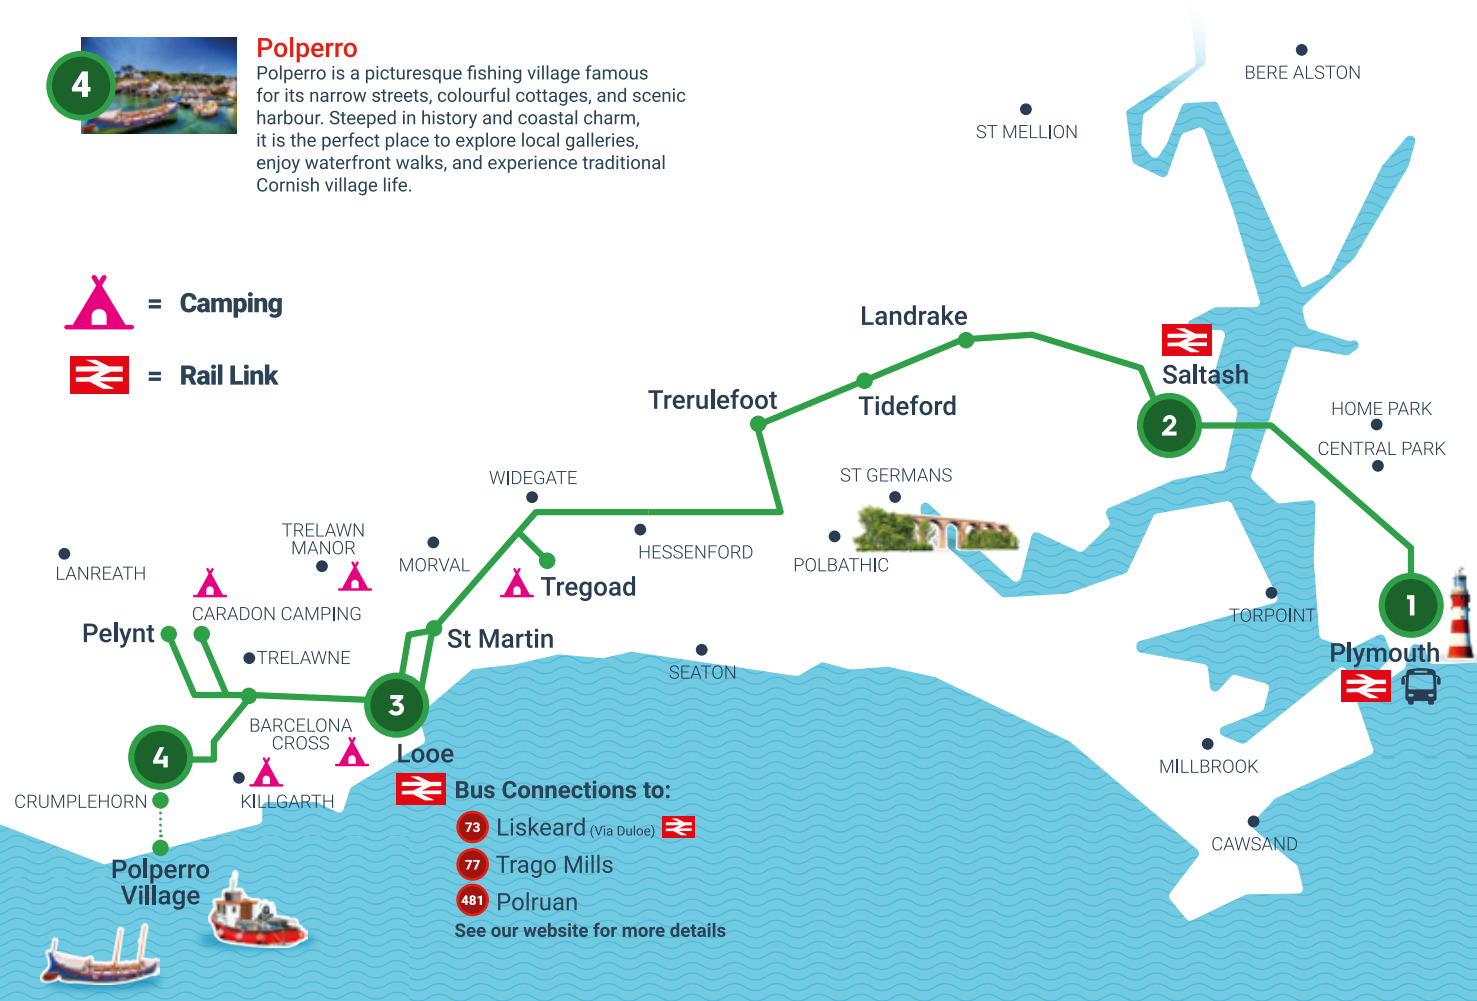 4
Polperro
Polperro is a picturesque fishing village famous
for its narrow streets, colourful cottages, and scenic
harbour. Steeped in history and coastal charm,
it is the perfect place to explore local galleries,
enjoy waterfront walks, and experience traditional
Cornish village life.
= Camping
= Rail Link
BERE ALSTON
ST MELLION
Landrake
Saltash
2
Tideford
Trerulefoot
HOME PARK
CENTRAL PARK
WIDEGATE
ST GERMANS
TRELAWN
MANOR
MORVAL
HESSENFORD
POLBATHIC
LANREATH
Tregoad
CARADON CAMPING
1
TORPOINT
Pelynt
St Martin
Plymouth
TRELAWNE
SEATON
3
BARCELONA
CROSS
4
Looe
MILLBROOK
KILLGARTH
CRUMPLEHORN
Bus Connections to:
73 Liskeard (Via Duloe)
77 Trago Mills
481 Polruan
See our website for more details
CAWSAND
Polperro
Village